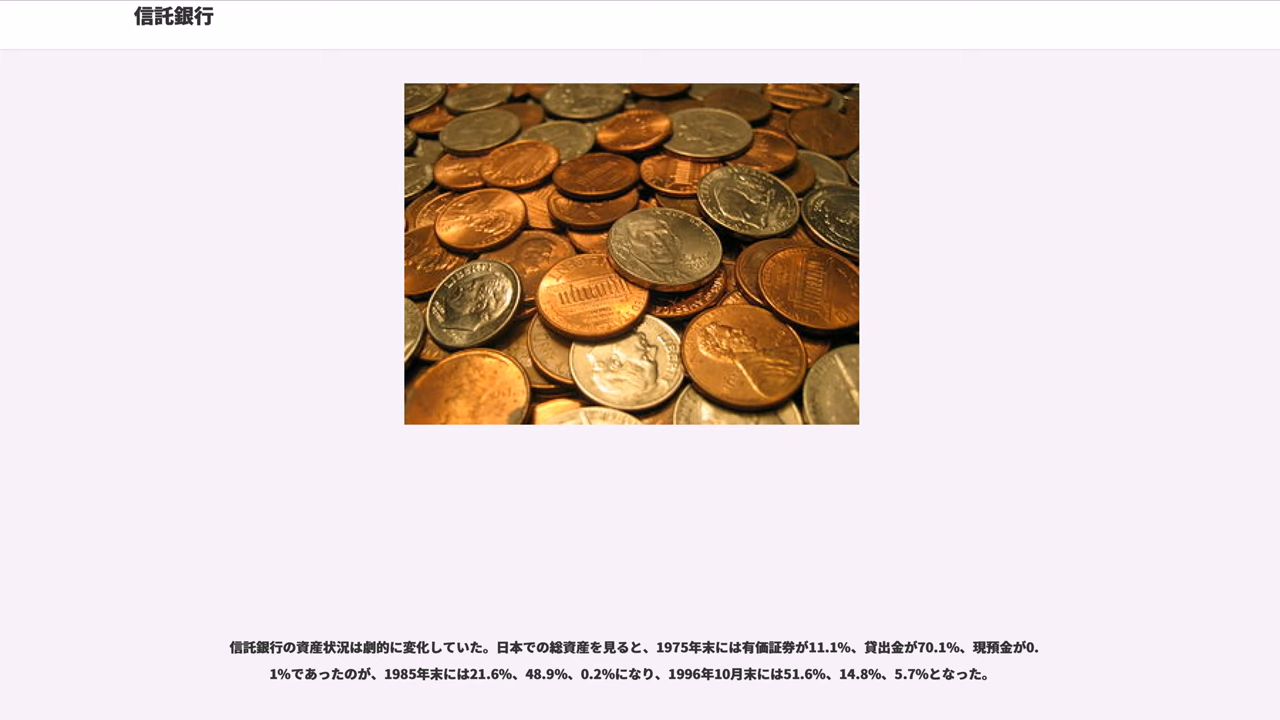 信託銀行
LIBERTY
信託銀行の資産状況は劇的に変化していた。日本での総資産を見ると、1975年末には有価証券が11.1%、貸出金が70.1%、現預金が0.
1%であったのが、1985年末には21.6%、48.9%、0.2%になり、1996年10月末には51.6%、14.8%、5.7%となった。